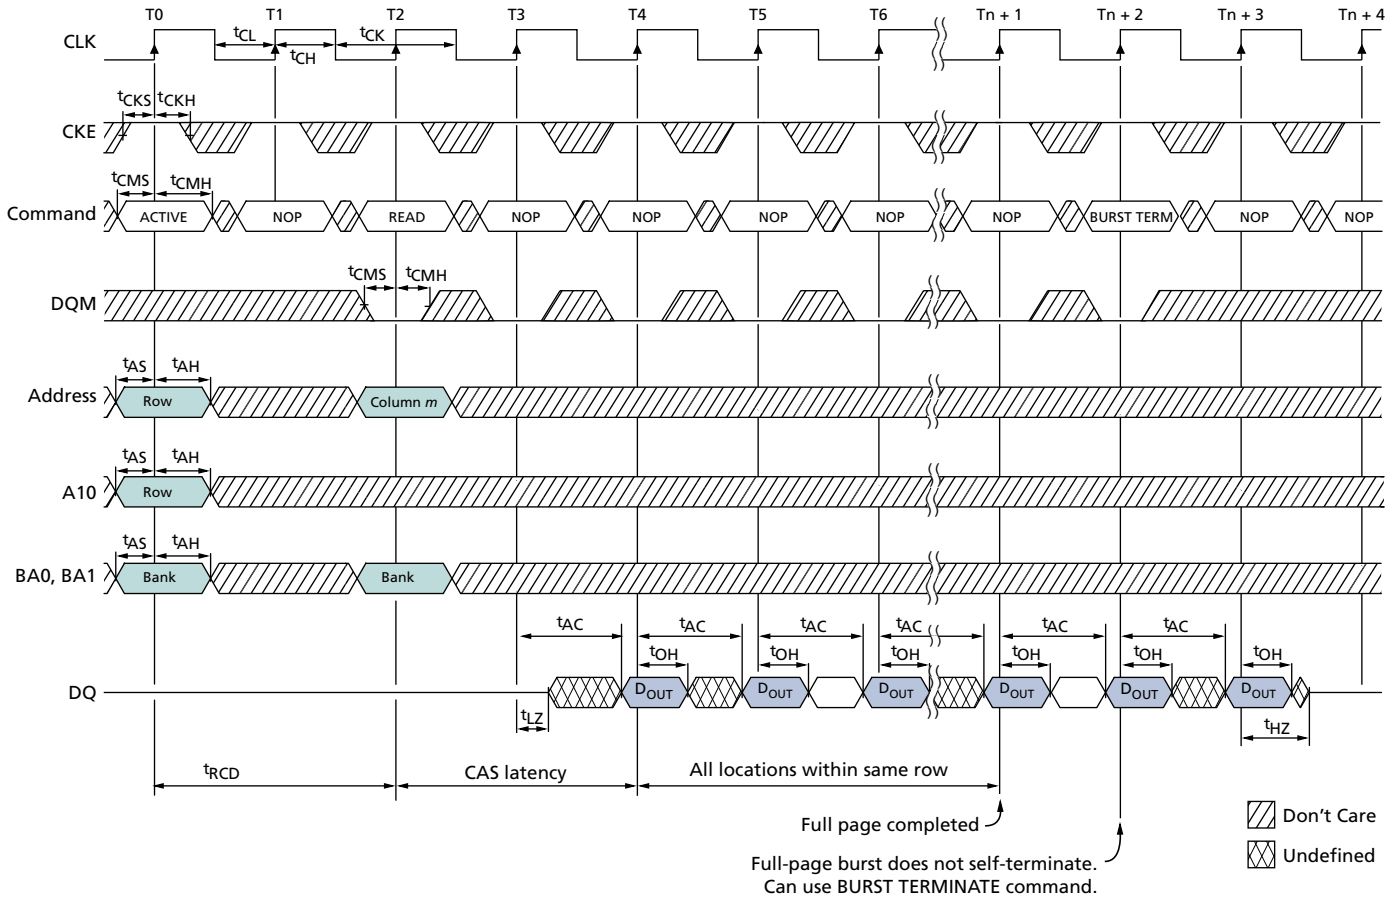 T0 T1 T2 T3 T4 T5 T6 Tn + 1 Tn + 2 Tn + 3 Tn + 4
CLK
tCL
tCK
tCH
tCKS tCKH
CKE
tCMS tCMH
Command ACTIVE NOP READ NOP NOP NOP NOP NOP BURST TERM NOP NOP
tCMS tCMH
DQM
tAS tAH
Address Row Column m
tAS tAH
A10 Row
tAS tAH
BA0, BA1 Bank Bank
tAC tAC tAC tAC tAC tAC
tOH tOH tOH tOH tOH tOH
DQ DOUT DOUT DOUT DOUT DOUT DOUT
tLZ tHZ
tRCD CAS latency All locations within same row
Full page completed
Don't Care
Full-page burst does not self-terminate.
Can use BURST TERMINATE command.
Undefined